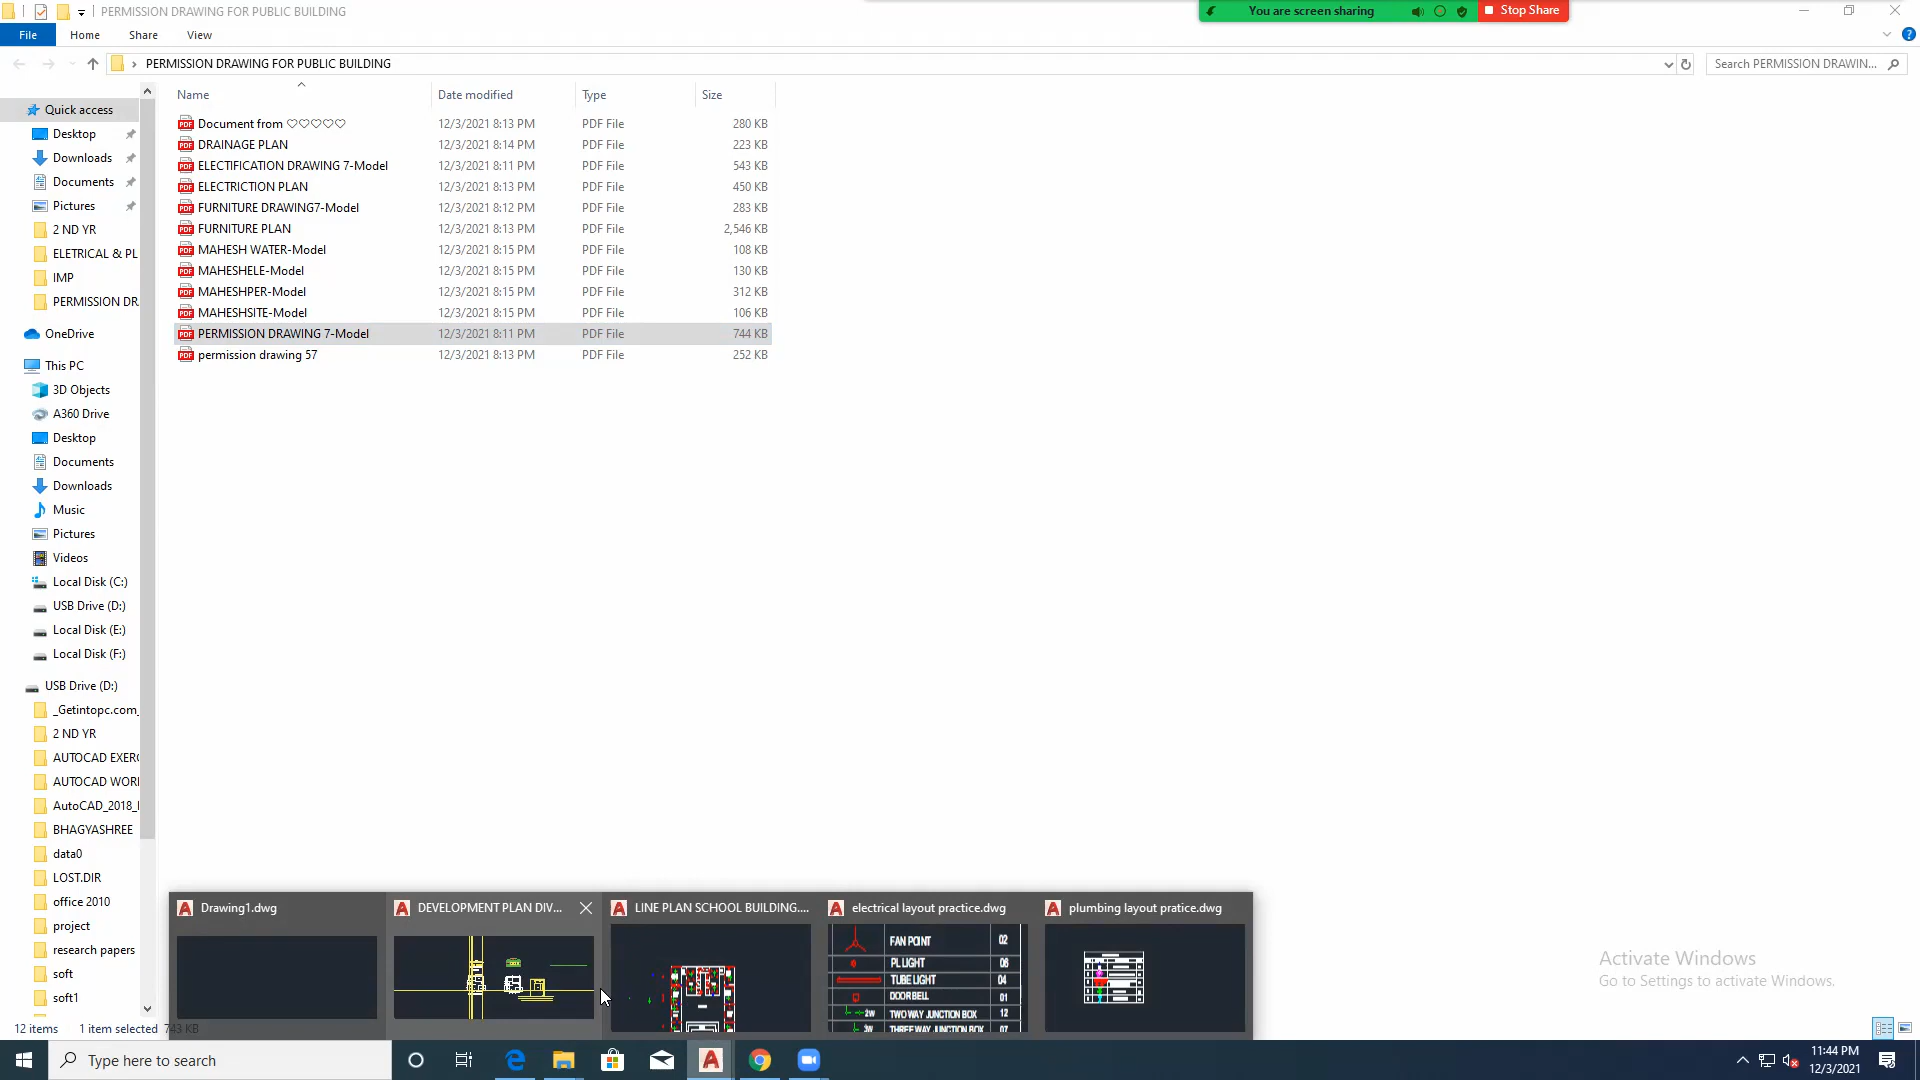 PERMISSION DRAWING FOR PUBLIC BUILDING
You are screen sharing
Stop Share
File Home Share View
PERMISSION DRAWING FOR PUBLIC BUILDING
Search PERMISSION DRAWIN...
Name Date modified Type Size
Document from ♡♡♡♡♡ 12/3/2021 8:13 PM PDF File 280 KB
DRAINAGE PLAN 12/3/2021 8:14 PM PDF File 223 KB
ELECTIFICATION DRAWING 7-Model 12/3/2021 8:11 PM PDF File 543 KB
ELECTRICTION PLAN 12/3/2021 8:13 PM PDF File 450 KB
FURNITURE DRAWING7-Model 12/3/2021 8:12 PM PDF File 283 KB
FURNITURE PLAN 12/3/2021 8:13 PM PDF File 2,546 KB
MAHESH WATER-Model 12/3/2021 8:15 PM PDF File 108 KB
MAHESHELE-Model 12/3/2021 8:15 PM PDF File 130 KB
MAHESHPER-Model 12/3/2021 8:15 PM PDF File 312 KB
MAHESHSITE-Model 12/3/2021 8:15 PM PDF File 106 KB
PERMISSION DRAWING 7-Model 12/3/2021 8:11 PM PDF File 744 KB
permission drawing 57 12/3/2021 8:13 PM PDF File 252 KB
Quick access
Desktop
Downloads
Documents
Pictures
2 ND YR
ELETRICAL & PL
IMP
PERMISSION DR
OneDrive
This PC
3D Objects
A360 Drive
Desktop
Documents
Downloads
Music
Pictures
Videos
Local Disk (C:)
USB Drive (D:)
Local Disk (E:)
Local Disk (F:)
USB Drive (D:)
_Getintopc.com_
2 ND YR
AUTOCAD EXERC
AUTOCAD WORI
AutoCAD_2018_I
BHAGYASHREE
data0
LOST.DIR
office 2010
project
research papers
soft
soft1
12 items 1 item selected 743 KB
Drawing1.dwg
DEVELOPMENT PLAN DIV...
LINE PLAN SCHOOL BUILDING....
electrical layout practice.dwg
FAN POINT 02
PL LIGHT 06
TUBE LIGHT 04
DOOR BELL 01
2W TWO WAY JUNCTION BOX 12
3W THREE WAY JUNCTION BOX 07
plumbing layout pratice.dwg
Activate Windows
Go to Settings to activate Windows.
Type here to search
11:44 PM
12/3/2021